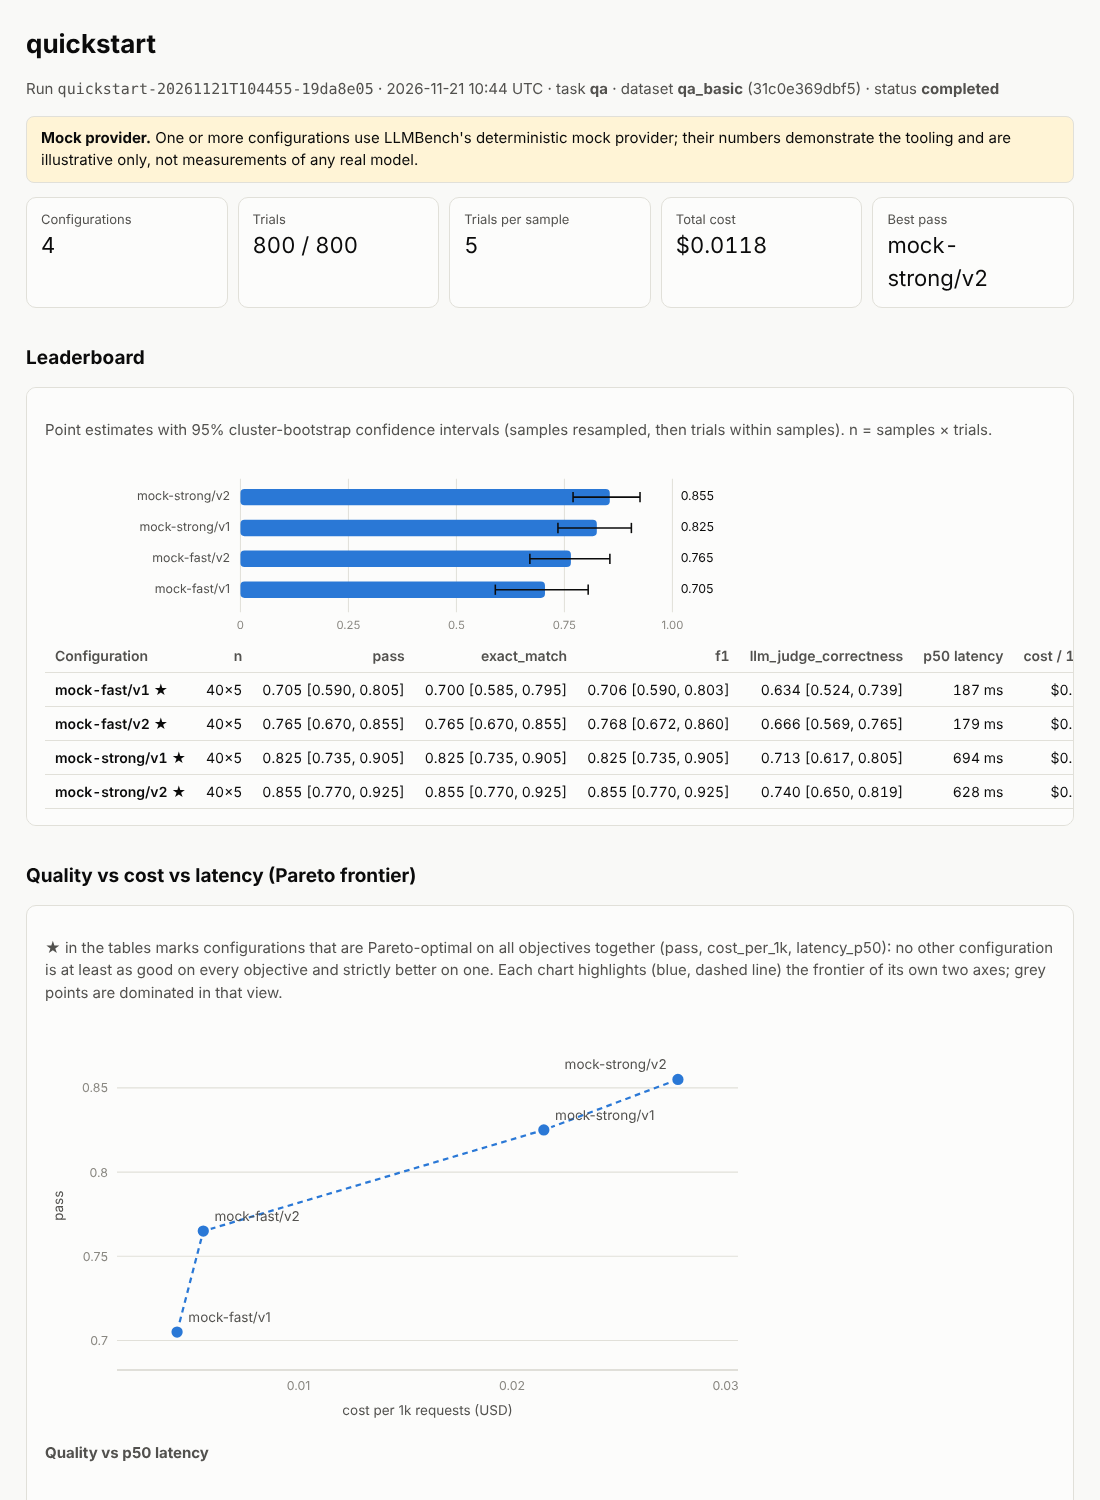 quickstart
Run quickstart-20261121T104455-19da8e05 · 2026-11-21 10:44 UTC · task qa · dataset qa_basic (31c0e369dbf5) · status completed
Mock provider. One or more configurations use LLMBench's deterministic mock provider; their numbers demonstrate the tooling and are
illustrative only, not measurements of any real model.
Configurations
4
Trials
800 / 800
Trials per sample
5
Total cost
$0.0118
Best pass
mock-
strong/v2
Leaderboard
Point estimates with 95% cluster-bootstrap confidence intervals (samples resampled, then trials within samples). n = samples × trials.
mock-strong/v2 0.855
mock-strong/v1 0.825
mock-fast/v2 0.765
mock-fast/v1 0.705
0 0.25 0.5 0.75 1.00
Configuration n pass exact_match f1 llm_judge_correctness p50 latency cost / 1
mock-fast/v1 ★ 40×5 0.705 [0.590, 0.805] 0.700 [0.585, 0.795] 0.706 [0.590, 0.803] 0.634 [0.524, 0.739] 187 ms $0.
mock-fast/v2 ★ 40×5 0.765 [0.670, 0.855] 0.765 [0.670, 0.855] 0.768 [0.672, 0.860] 0.666 [0.569, 0.765] 179 ms $0.
mock-strong/v1 ★ 40×5 0.825 [0.735, 0.905] 0.825 [0.735, 0.905] 0.825 [0.735, 0.905] 0.713 [0.617, 0.805] 694 ms $0.
mock-strong/v2 ★ 40×5 0.855 [0.770, 0.925] 0.855 [0.770, 0.925] 0.855 [0.770, 0.925] 0.740 [0.650, 0.819] 628 ms $0.
Quality vs cost vs latency (Pareto frontier)
★ in the tables marks configurations that are Pareto-optimal on all objectives together (pass, cost_per_1k, latency_p50): no other configuration
is at least as good on every objective and strictly better on one. Each chart highlights (blue, dashed line) the frontier of its own two axes; grey
points are dominated in that view.
mock-strong/v2
0.85
mock-strong/v1
0.8
pass
mock-fast/v2
0.75
mock-fast/v1
0.7
0.01 0.02 0.03
cost per 1k requests (USD)
Quality vs p50 latency